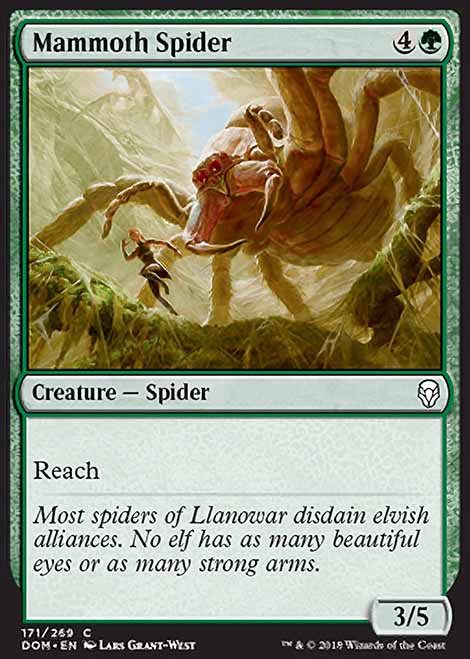 Mammoth Spider 4
Creature — Spider
Reach
Most spiders of Llanowar disdain elvish
alliances. No elf has as many beautiful
eyes or as many strong arms.
3/5
171/269 C
DOM • EN Lars Grant-West
™ & © 2018 Wizards of the Coast